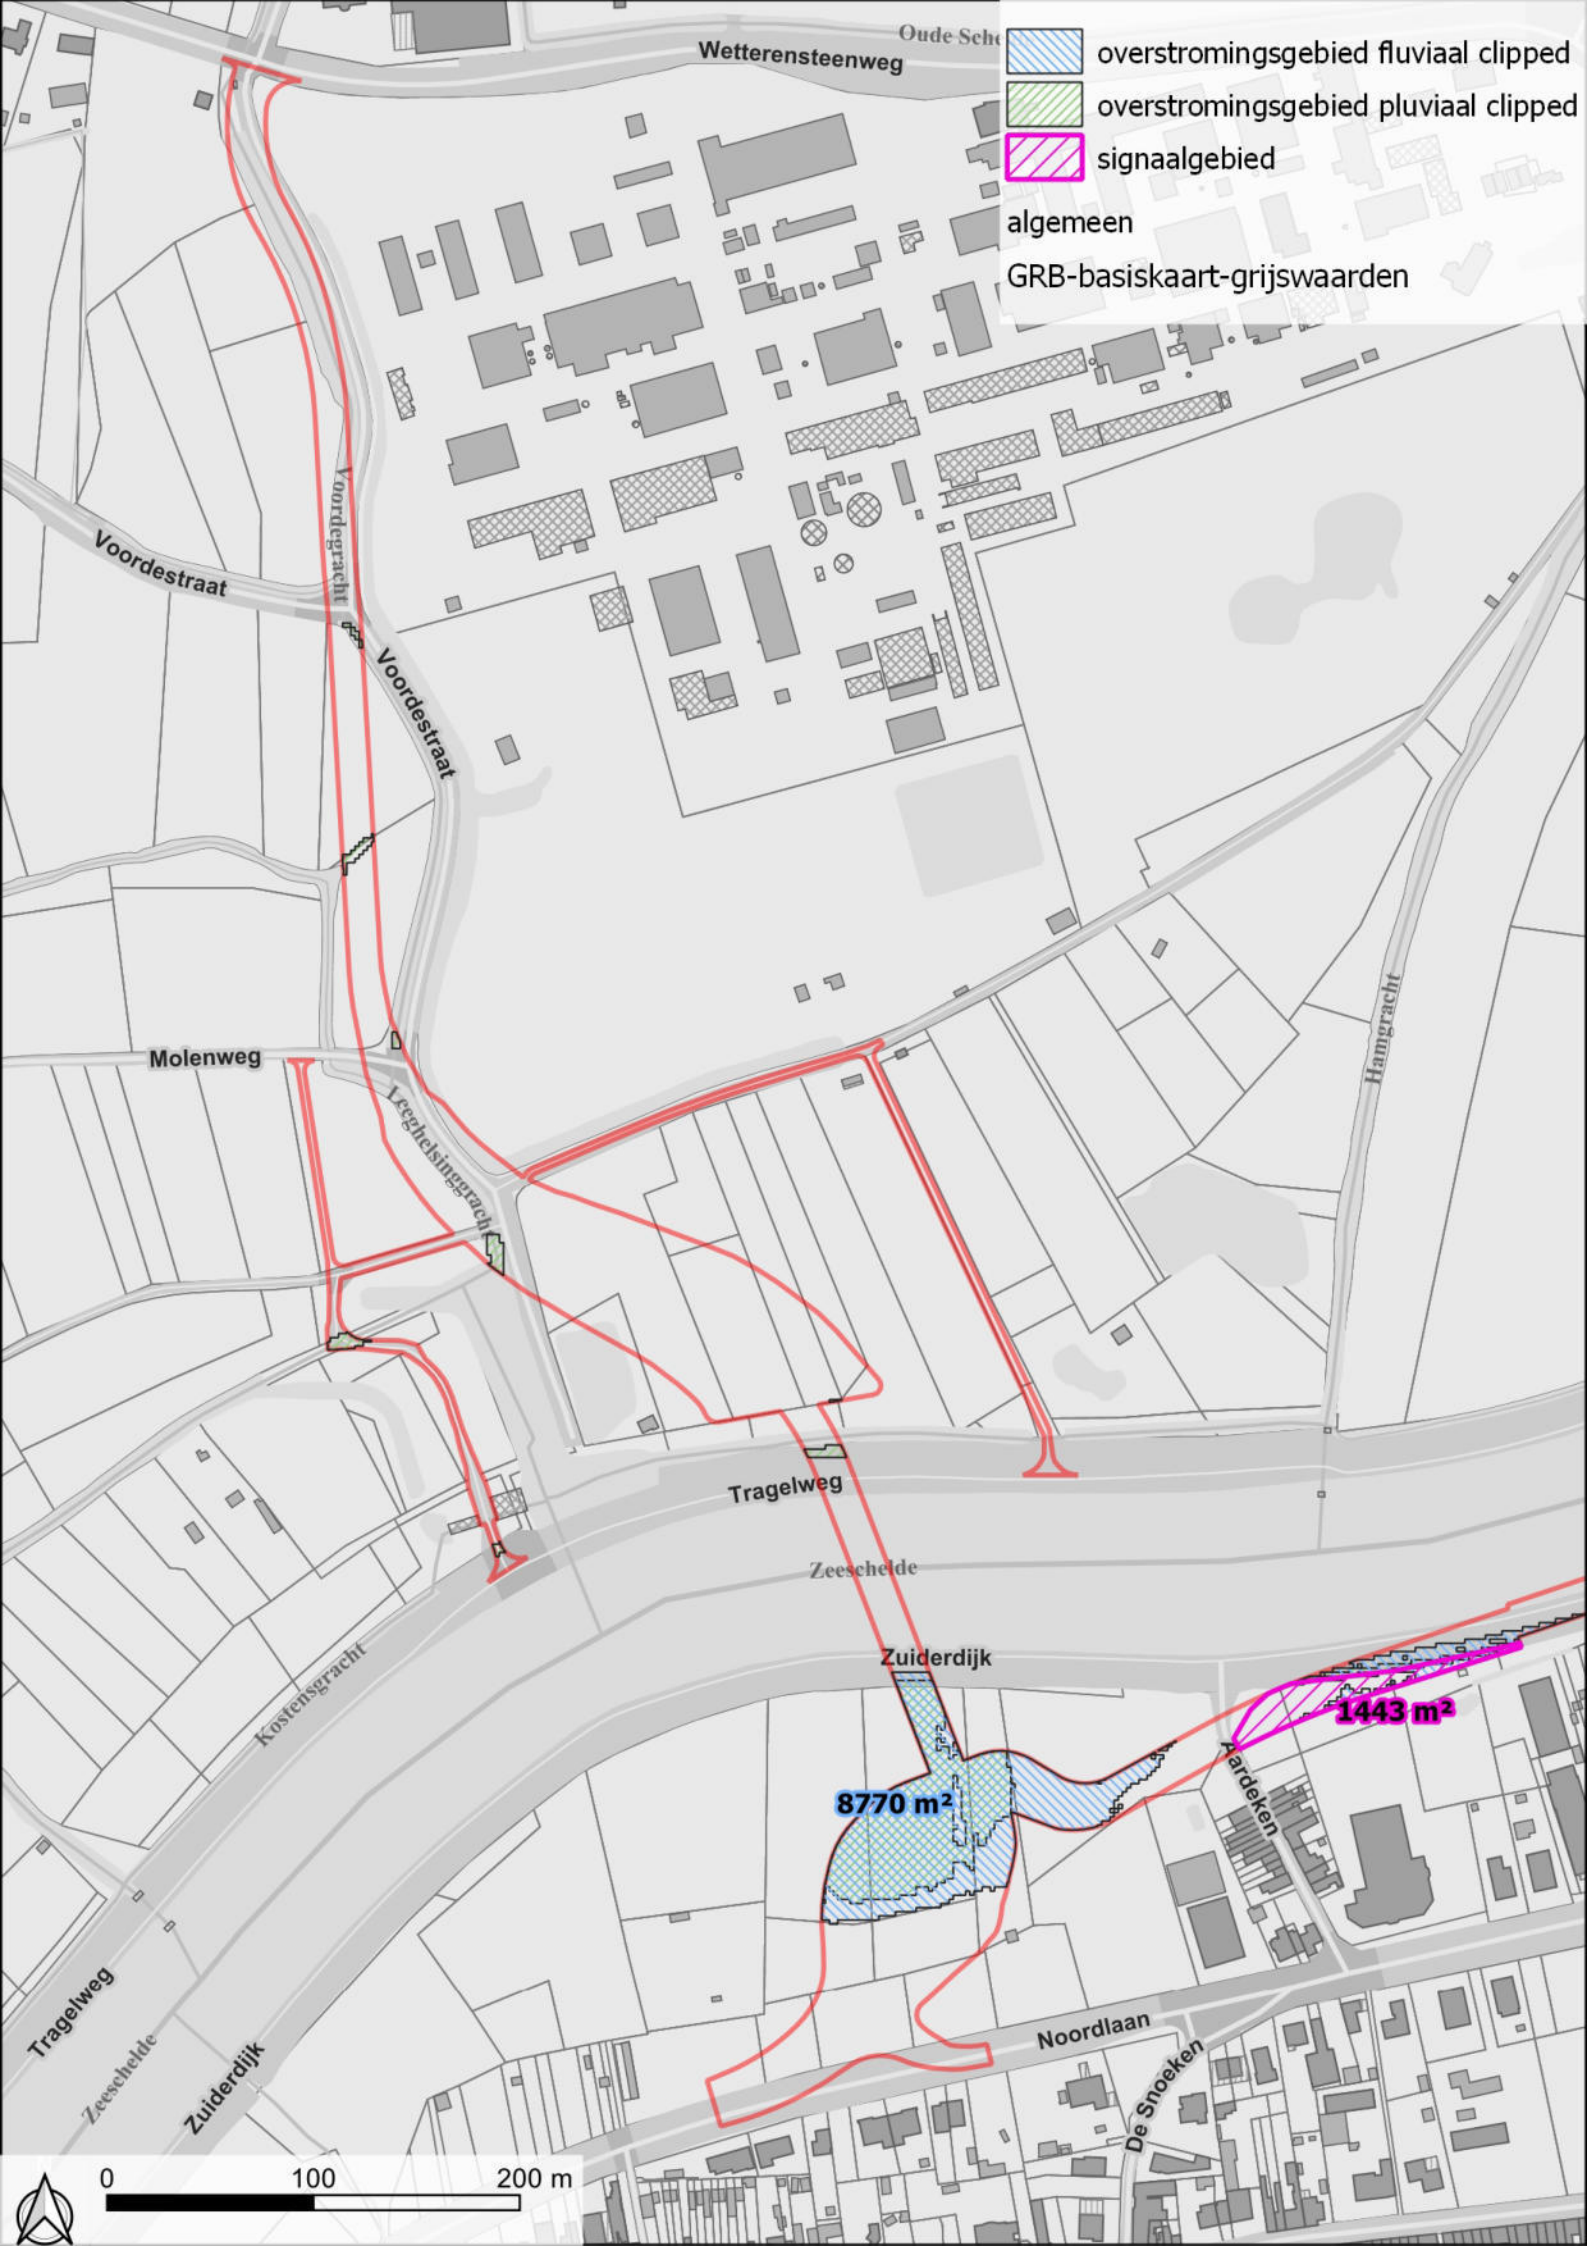 Oude Sche
Wetterensteenweg
overstromingsgebied fluviaal clipped
overstromingsgebied pluviaal clipped
signaalgebied
algemeen
GRB-basiskaart-grijswaarden
Voordegracht
Voordestraat
Voordestraat
Hamgracht
Molenweg
Leeghelsinggracht
Tragelweg
Zeeschelde
Zuiderdijk
Kostensgracht
1443 m²
Aardeken
8770 m²
Tragelweg
Noordlaan
Zeeschelde
Zuiderdijk
De Snoeken
0 100 200 m